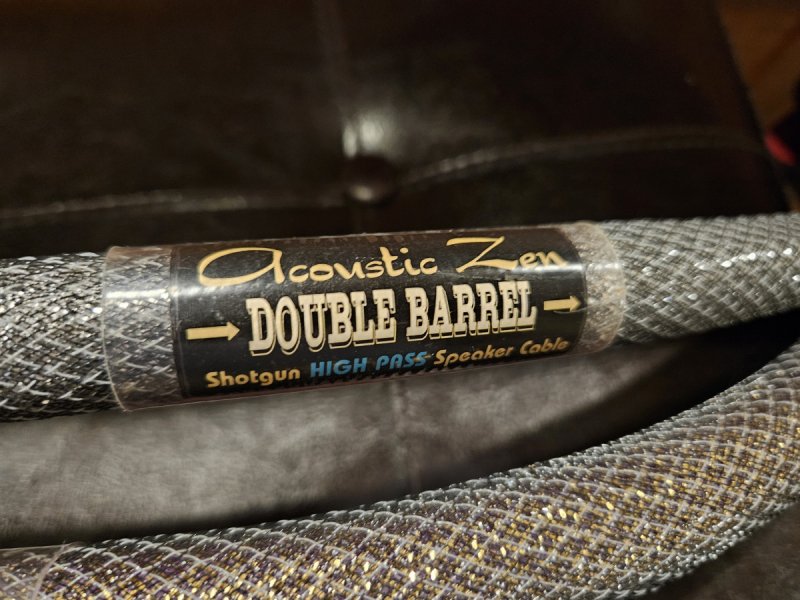 Acoustic Zen
DOUBLE BARREL
Shotgun HIGH PASS Speaker Cable